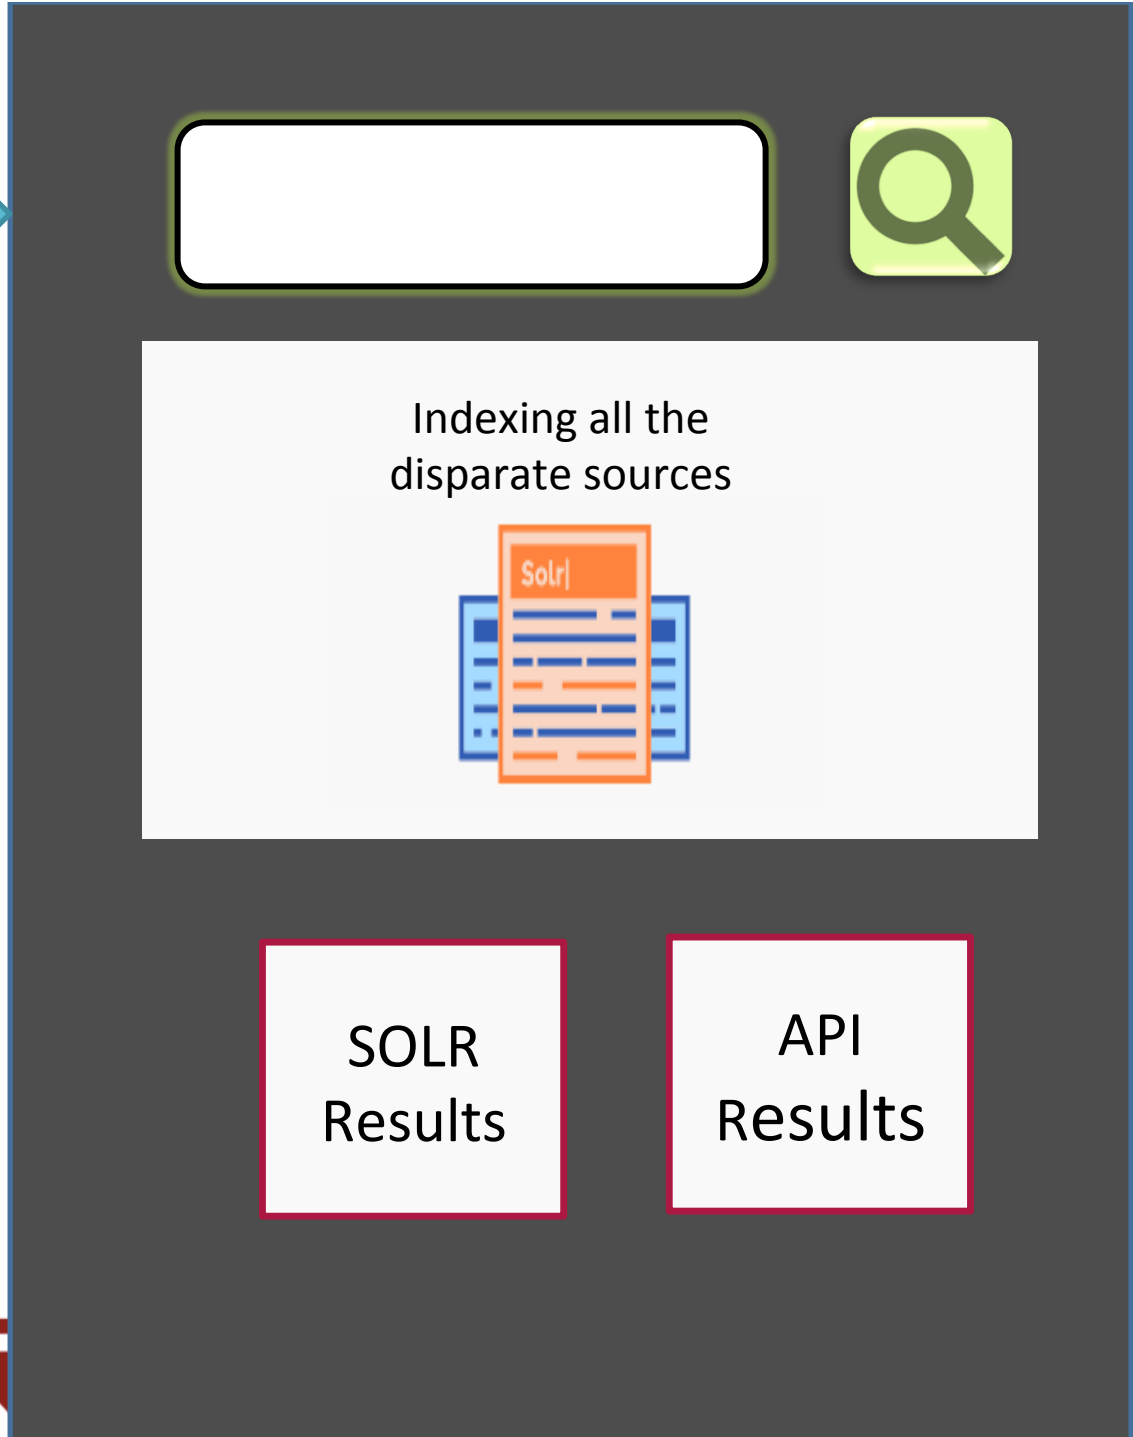 Indexing all the
disparate sources
Solr
SOLR
Results
API
Results